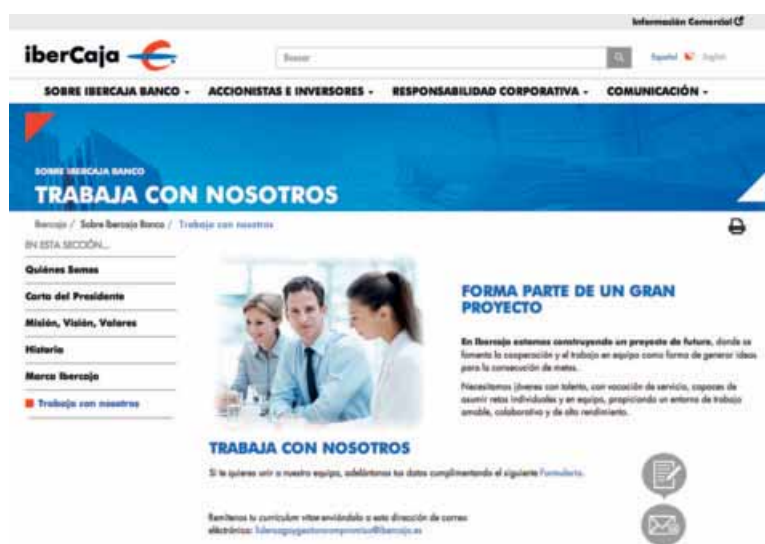 Información Comercial
iberCaja
Buscar
Español English
SOBRE IBERCAJA BANCO ACCIONISTAS E INVERSORES RESPONSABILIDAD CORPORATIVA COMUNICACIÓN
SOBRE IBERCAJA BANCO
TRABAJA CON NOSOTROS
Ibercaja / Sobre Ibercaja Banco / Trabaja con nosotros
EN ESTA SECCIÓN...
Quiénes Somos
Carta del Presidente
Misión, Visión, Valores
Historia
Marca Ibercaja
Trabaja con nosotros
FORMA PARTE DE UN GRAN
PROYECTO
En Ibercaja estamos construyendo un proyecto de futuro, donde se
fomenta la cooperación y el trabajo en equipo como forma de generar ideas
para la consecución de metas.
Necesitamos jóvenes con talento, con vocación de servicio, capaces de
asumir retos individuales y en equipo, propiciando un entorno de trabajo
amable, colaborativo y de alto rendimiento.
TRABAJA CON NOSOTROS
Si te quieres unir a nuestro equipo, adelántanos tus datos cumplimentando el siguiente Formulario.
Remítenos tu curriculum vitae enviándolo a esta dirección de correo
eléctrónico: